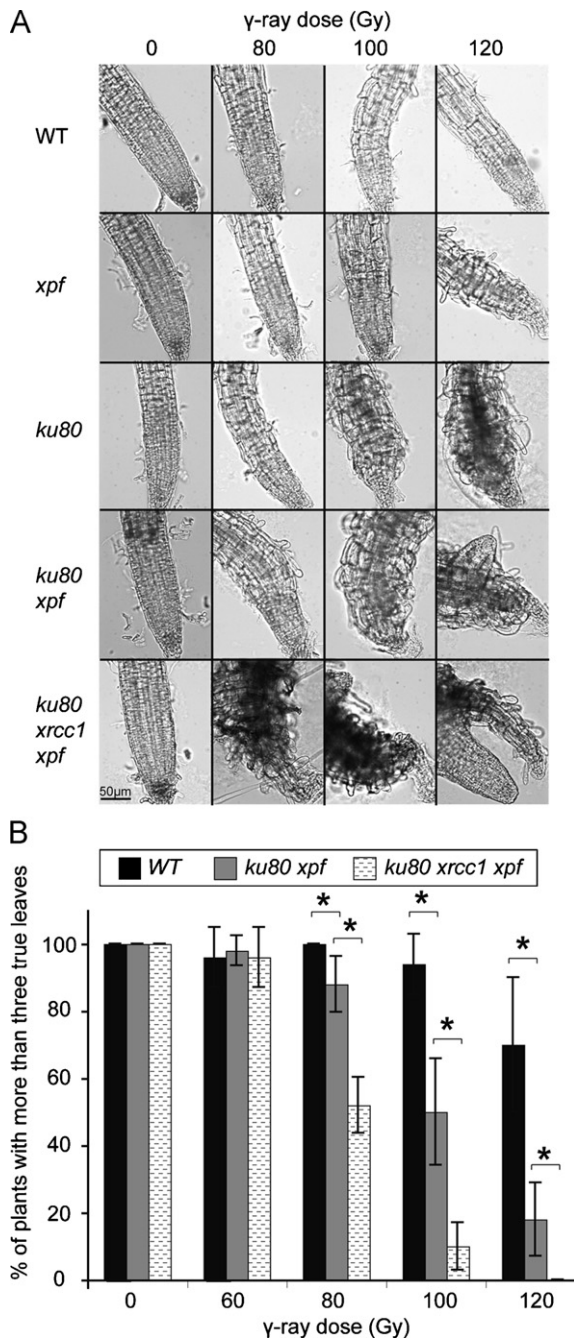 A
γ-ray dose (Gy)
0 80 100 120
WT
xpf
ku80
ku80
xpf
ku80
xrcc1
xpf
50µm
B
WT ku80 xpf ku80 xrcc1 xpf
% of plants with more than three true leaves
100
80
60
40
20
0
* * * * * *
0 60 80 100 120
γ-ray dose (Gy)